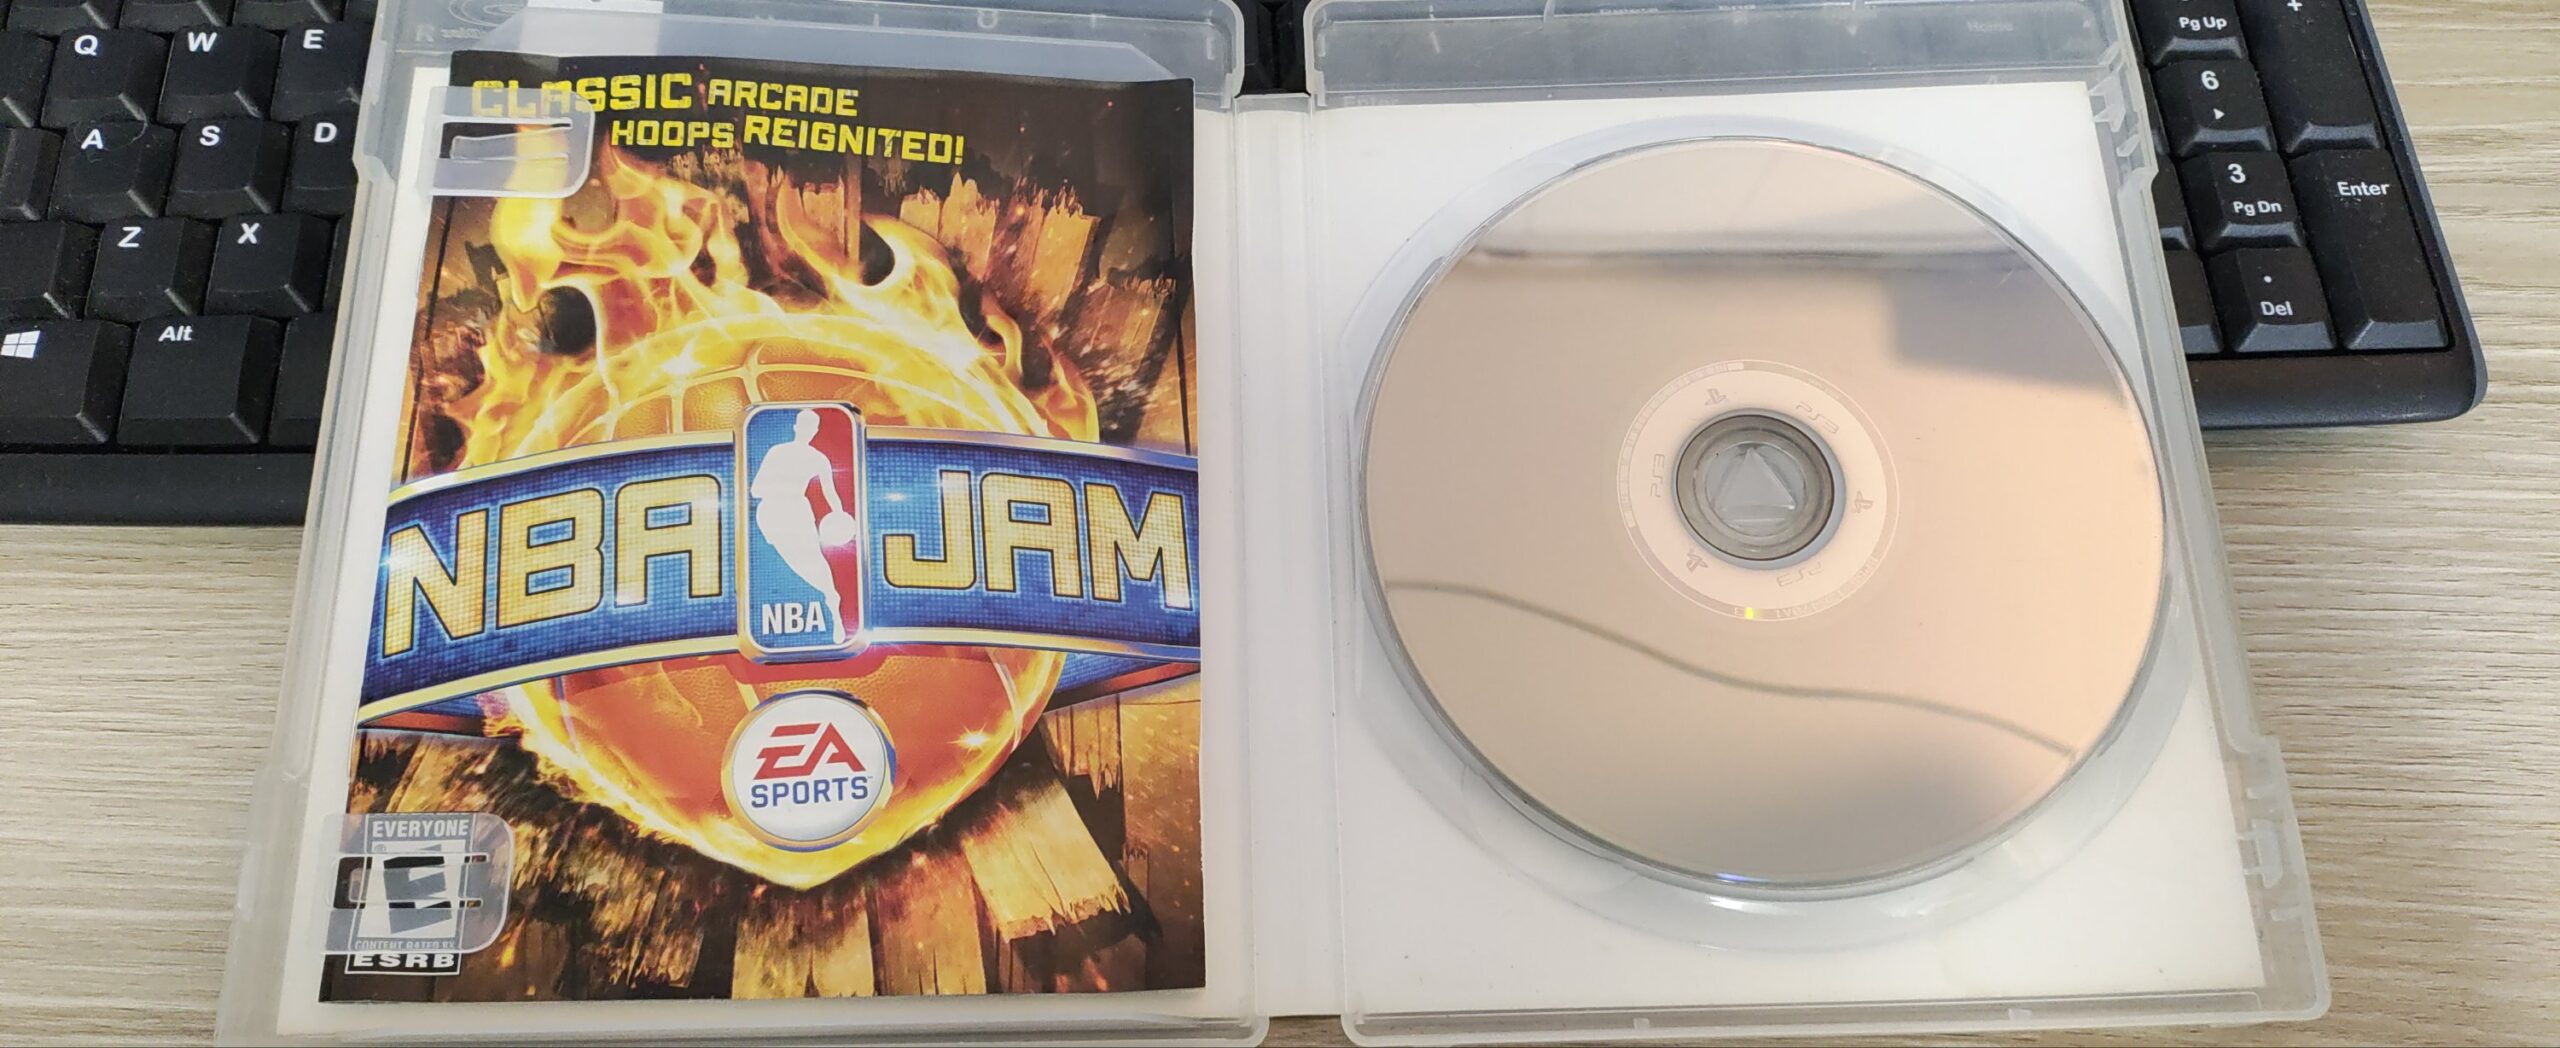 Q
W
E
R
A
S
D
Z
X
Alt
CLASSIC ARCADE
HOOPS REIGNITED!
NBA JAM
NBA
EA
SPORTS™
EVERYONE
E
CONTENT RATED BY
ESRB
PS3
PS3
PS3
Pg Up
+
6
3
Pg Dn
Enter
.
Del